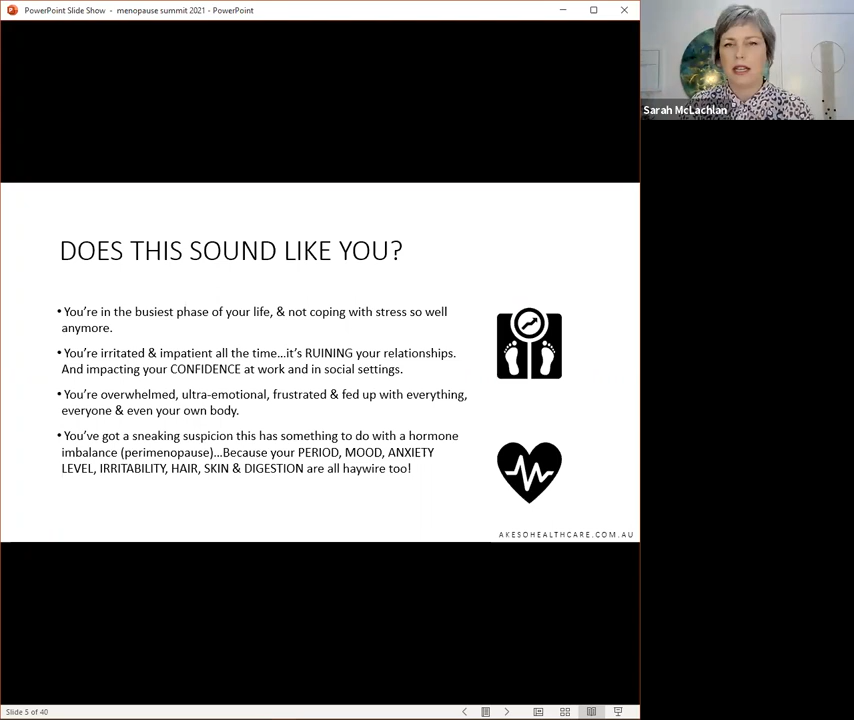 PowerPoint Slide Show - menopause summit 2021 - PowerPoint
Sarah McLachlan
DOES THIS SOUND LIKE YOU?
• You're in the busiest phase of your life, & not coping with stress so well
anymore.
• You're irritated & impatient all the time...it's RUINING your relationships.
And impacting your CONFIDENCE at work and in social settings.
• You're overwhelmed, ultra-emotional, frustrated & fed up with everything,
everyone & even your own body.
• You've got a sneaking suspicion this has something to do with a hormone
imbalance (perimenopause)...Because your PERIOD, MOOD, ANXIETY
LEVEL, IRRITABILITY, HAIR, SKIN & DIGESTION are all haywire too!
AKESOHEALTHCARE.COM.AU
Slide 5 of 40